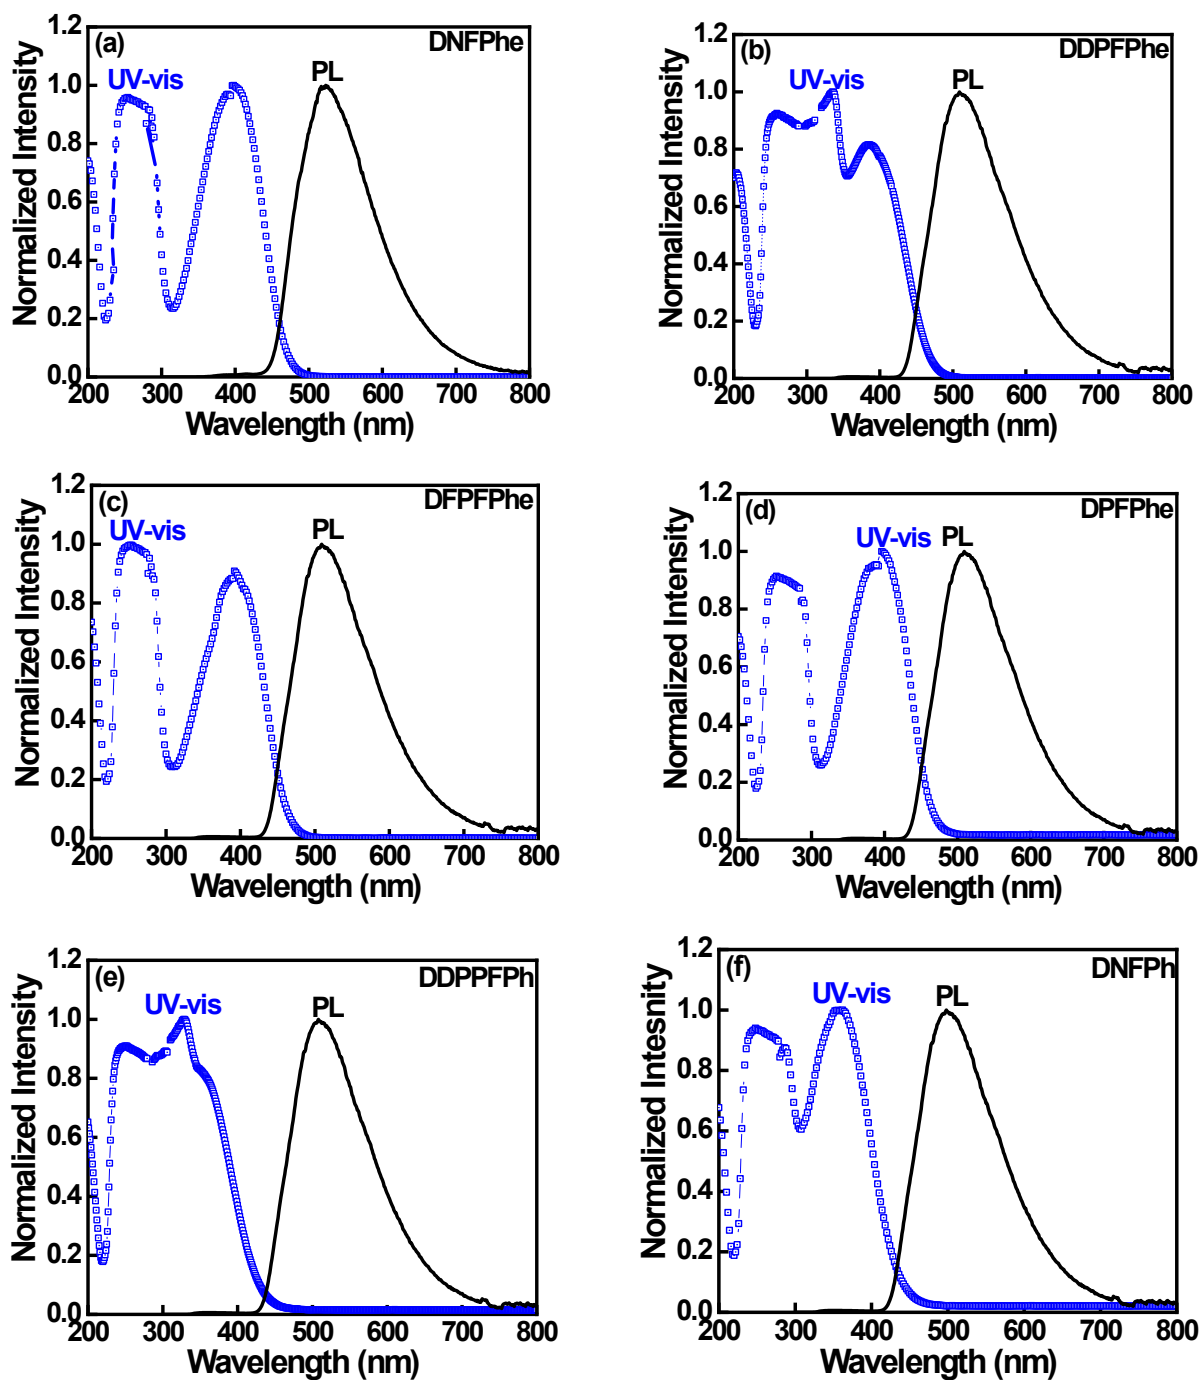 (a) DNFPhe
UV-vis PL
Normalized Intensity
1.2
1.0
0.8
0.6
0.4
0.2
0.0
200 300 400 500 600 700 800
Wavelength (nm)
(b) DDPFPhe
UV-vis PL
Normalized Intensity
1.2
1.0
0.8
0.6
0.4
0.2
0.0
200 300 400 500 600 700 800
Wavelength (nm)
(c) DFPFPhe
UV-vis PL
Normalized Intensity
1.2
1.0
0.8
0.6
0.4
0.2
0.0
200 300 400 500 600 700 800
Wavelength (nm)
(d) DPFPhe
UV-vis PL
Normalized Intensity
1.2
1.0
0.8
0.6
0.4
0.2
0.0
200 300 400 500 600 700 800
Wavelength (nm)
(e) DDPPFPh
UV-vis PL
Normalized Intensity
1.2
1.0
0.8
0.6
0.4
0.2
0.0
200 300 400 500 600 700 800
Wavelength (nm)
(f) DNFPh
UV-vis PL
Normalized Intesnity
1.2
1.0
0.8
0.6
0.4
0.2
0.0
200 300 400 500 600 700 800
Wavelength (nm)